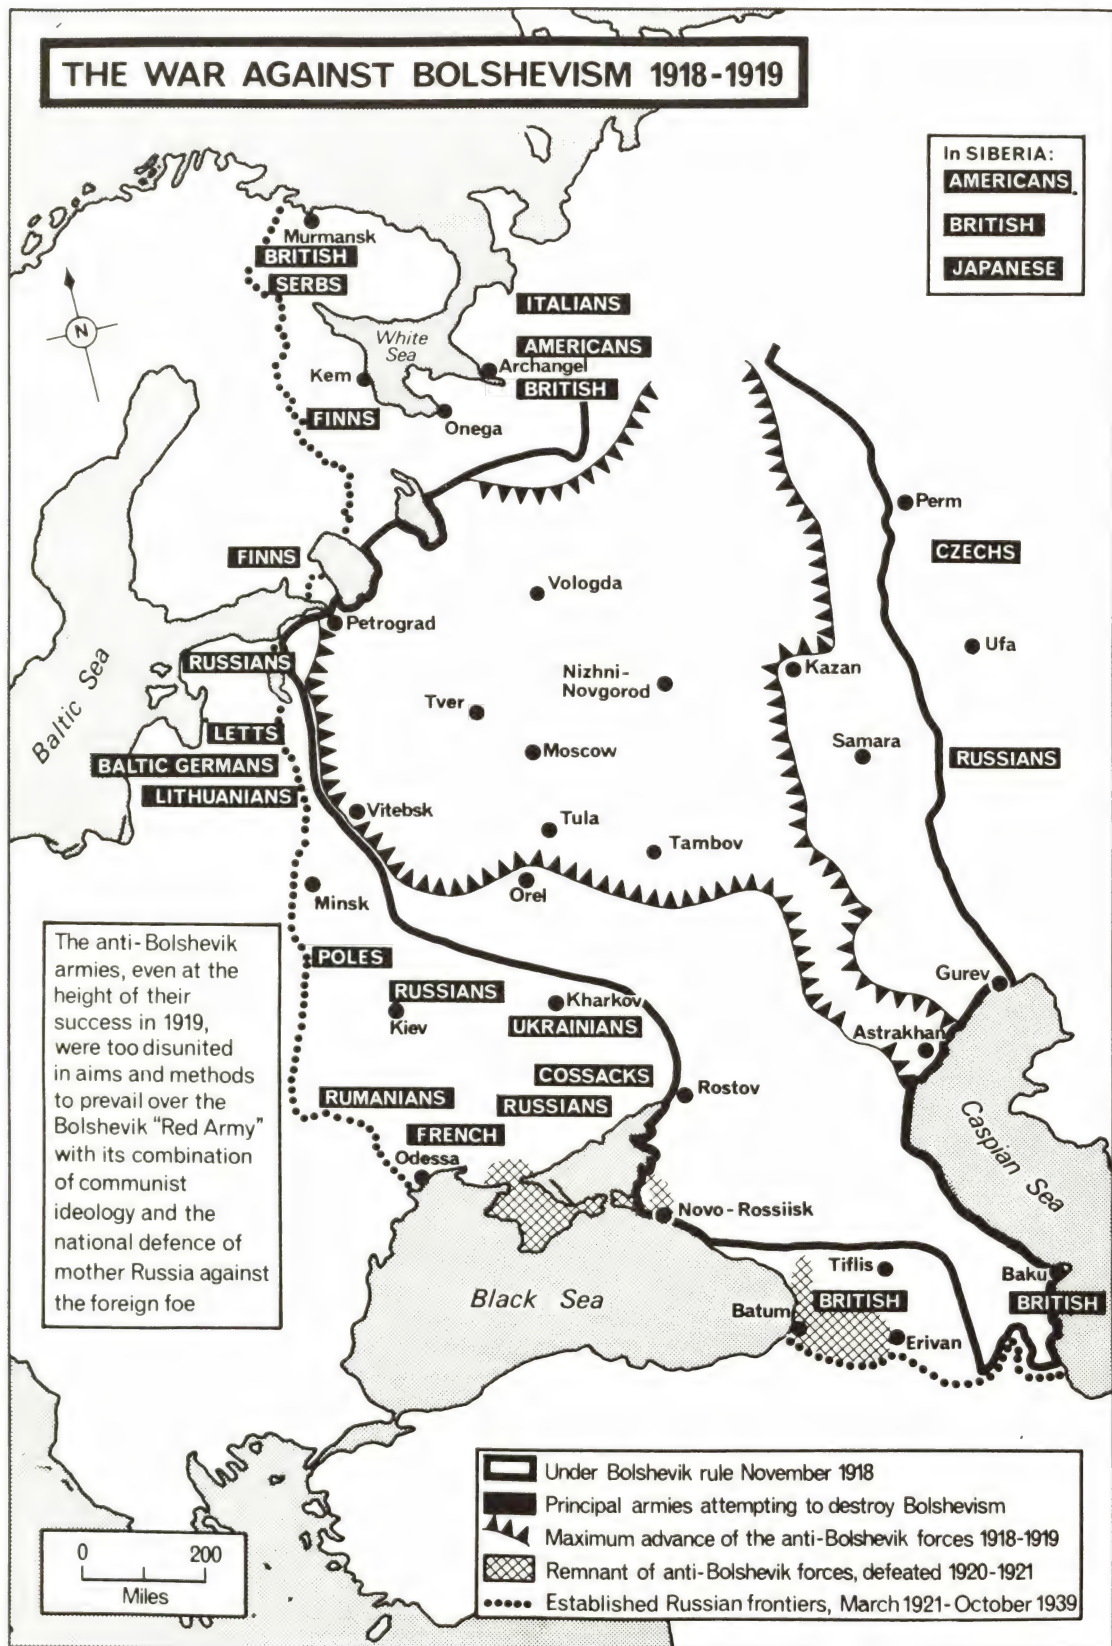 THE WAR AGAINST BOLSHEVISM 1918-1919
In SIBERIA:
AMERICANS
BRITISH
JAPANESE
Murmansk
BRITISH
SERBS
N
ITALIANS
White
Sea
AMERICANS
Archangel
BRITISH
Kem
FINNS
Onega
Perm
CZECHS
FINNS
Vologda
Petrograd
Ufa
RUSSIANS
Kazan
Nizhni-
Novgorod
Tver
Baltic Sea
LETTS
Moscow
Samara
RUSSIANS
BALTIC GERMANS
LITHUANIANS
Vitebsk
Tula
Tambov
Minsk
Orel
The anti-Bolshevik
armies, even at the
height of their
success in 1919,
were too disunited
in aims and methods
to prevail over the
Bolshevik “Red Army”
with its combination
of communist
ideology and the
national defence of
mother Russia against
the foreign foe
POLES
RUSSIANS
Kiev
Kharkov
UKRAINIANS
Gurev
Astrakhan
COSSACKS
Rostov
RUMANIANS
RUSSIANS
FRENCH
Odessa
Caspian Sea
Novo-Rossiisk
Black Sea
Tiflis
Baku
Batum
BRITISH
BRITISH
Erivan
Under Bolshevik rule November 1918
Principal armies attempting to destroy Bolshevism
Maximum advance of the anti-Bolshevik forces 1918-1919
Remnant of anti-Bolshevik forces, defeated 1920-1921
Established Russian frontiers, March 1921-October 1939
0 200
Miles